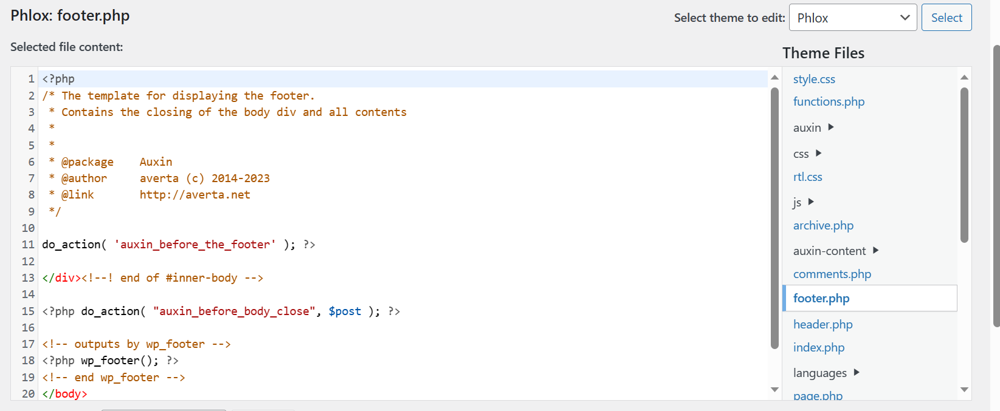 Phlox: footer.php
Select theme to edit: Phlox Select
Selected file content:
Theme Files
1 <?php
2 /* The template for displaying the footer.
3  * Contains the closing of the body div and all contents
4  *
5  *
6  * @package    Auxin
7  * @author     averta (c) 2014-2023
8  * @link       http://averta.net
9  */
10
11 do_action( 'auxin_before_the_footer' ); ?>
12
13 </div><!--! end of #inner-body -->
14
15 <?php do_action( "auxin_before_body_close", $post ); ?>
16
17 <!-- outputs by wp_footer -->
18 <?php wp_footer(); ?>
19 <!-- end wp_footer -->
20 </body>
style.css
functions.php
auxin
css
rtl.css
js
archive.php
auxin-content
comments.php
footer.php
header.php
index.php
languages
page.php